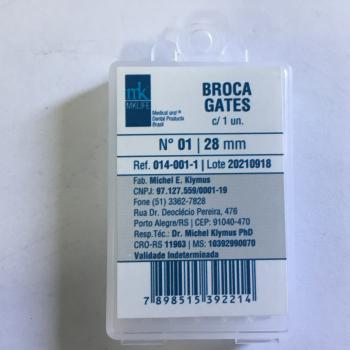 mk
MKLIFE
Medical and®
Dental Products
Brasil
BROCA
GATES
c/ 1 un.
N° 01 | 28 mm
Ref. 014-001-1 | Lote 20210918
Fab. Michel E. Klymus
CNPJ: 97.127.559/0001-19
Fone (51) 3362-7828
Rua Dr. Deoclécio Pereira, 476
Porto Alegre/RS | CEP: 91040-470
Resp.Téc.: Dr. Michel Klymus PhD
CRO-RS 11963 | MS: 10392990070
Validade Indeterminada
7 898515 392214